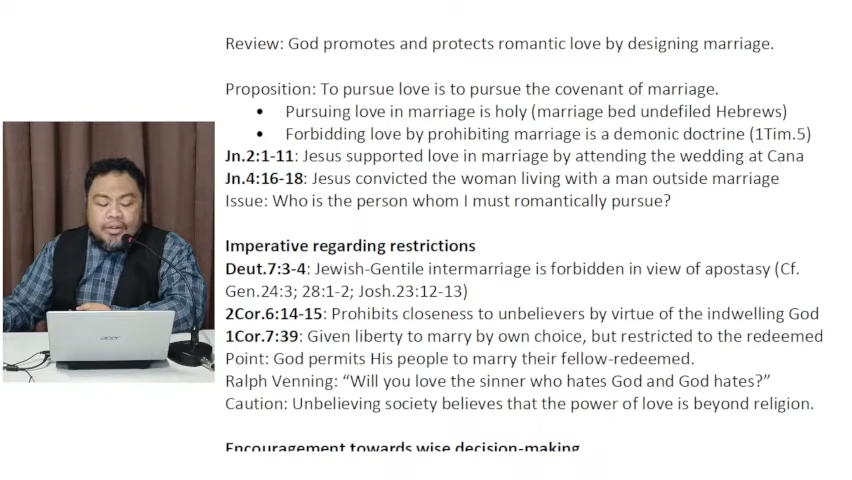 Review: God promotes and protects romantic love by designing marriage.
Proposition: To pursue love is to pursue the covenant of marriage.
• Pursuing love in marriage is holy (marriage bed undefiled Hebrews)
• Forbidding love by prohibiting marriage is a demonic doctrine (1Tim.5)
Jn.2:1-11: Jesus supported love in marriage by attending the wedding at Cana
Jn.4:16-18: Jesus convicted the woman living with a man outside marriage
Issue: Who is the person whom I must romantically pursue?
Imperative regarding restrictions
Deut.7:3-4: Jewish-Gentile intermarriage is forbidden in view of apostasy (Cf.
Gen.24:3; 28:1-2; Josh.23:12-13)
2Cor.6:14-15: Prohibits closeness to unbelievers by virtue of the indwelling God
1Cor.7:39: Given liberty to marry by own choice, but restricted to the redeemed
Point: God permits His people to marry their fellow-redeemed.
Ralph Venning: “Will you love the sinner who hates God and God hates?”
Caution: Unbelieving society believes that the power of love is beyond religion.
Encouragement towards wise decision-making
acer